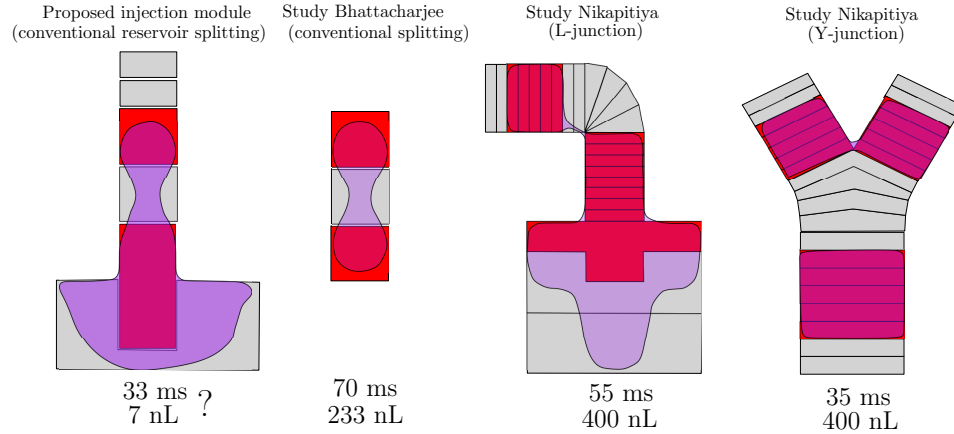 Proposed injection module
(conventional reservoir splitting)
Study Bhattacharjee
(conventional splitting)
Study Nikapitiya
(L-junction)
Study Nikapitiya
(Y-junction)
33 ms
7 nL ?
70 ms
233 nL
55 ms
400 nL
35 ms
400 nL